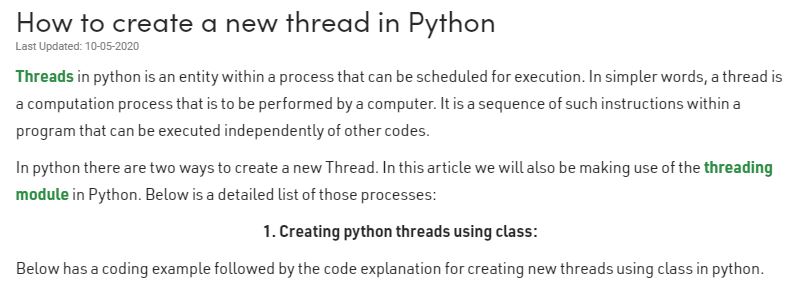 How to create a new thread in Python
Last Updated: 10-05-2020
Threads in python is an entity within a process that can be scheduled for execution. In simpler words, a thread is
a computation process that is to be performed by a computer. It is a sequence of such instructions within a
program that can be executed independently of other codes.
In python there are two ways to create a new Thread. In this article we will also be making use of the threading
module in Python. Below is a detailed list of those processes:
1. Creating python threads using class:
Below has a coding example followed by the code explanation for creating new threads using class in python.